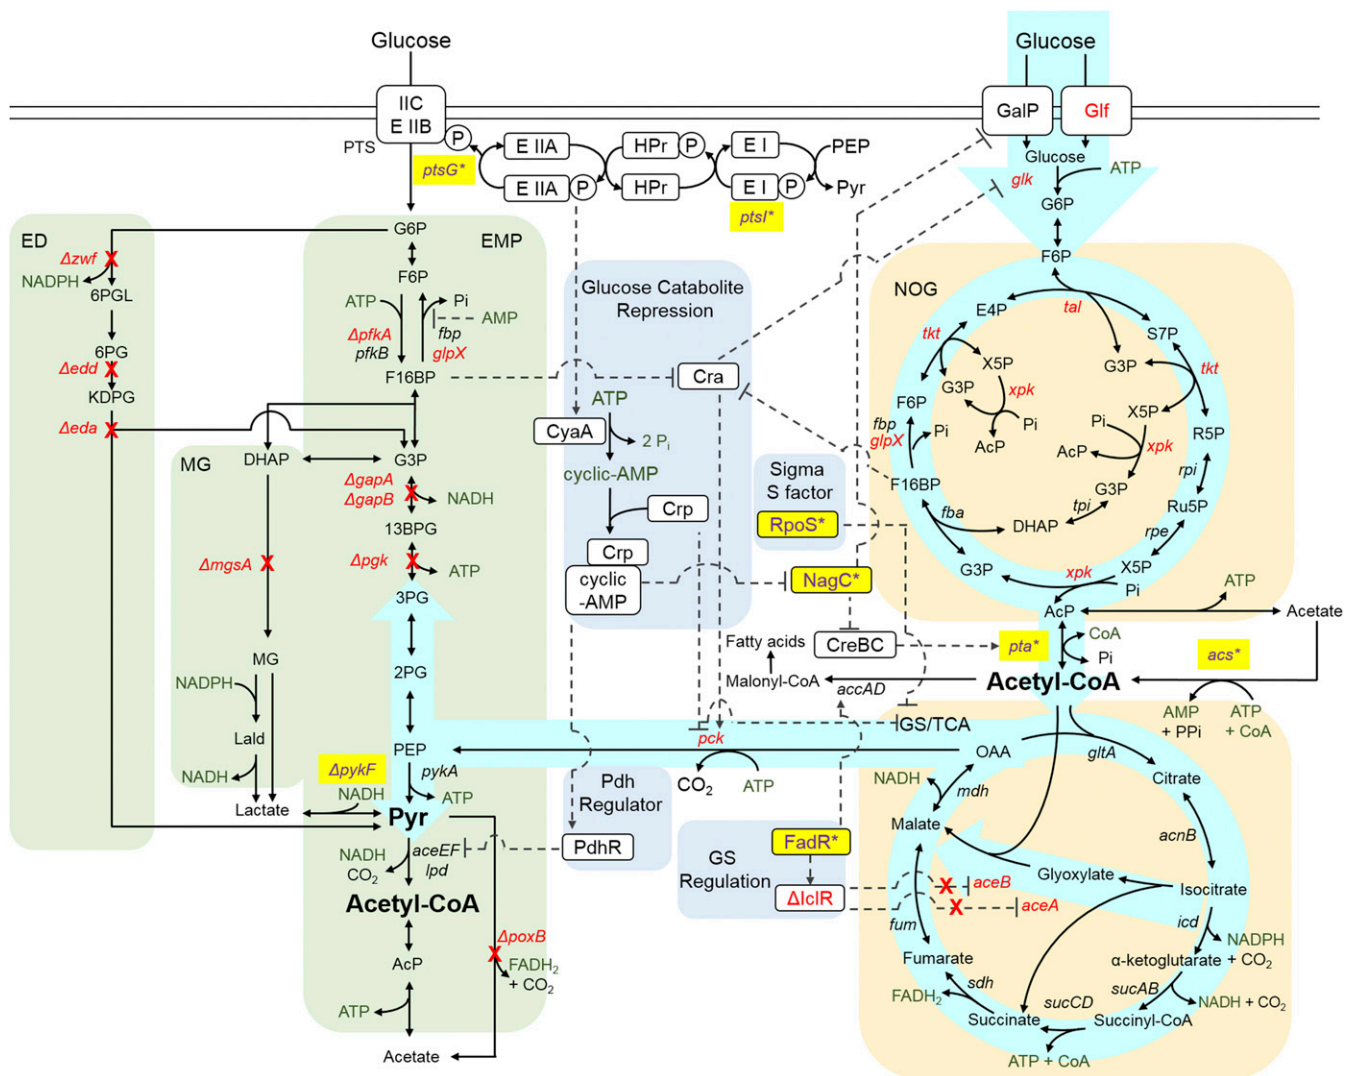 Glucose
IIC
E IIB
P
PTS
ptsG*
E IIA
E IIA
P
HPr
P
HPr
E I
E I
P
PEP
Pyr
ptsI*
Glucose
GalP
Glf
Glucose
glk
ATP
G6P
F6P
ED
Δzwf
NADPH
6PGL
6PG
Δedd
KDPG
Δeda
EMP
G6P
F6P
ATP
Pi
AMP
ΔpfkA
fbp
pfkB
glpX
F16BP
MG
DHAP
G3P
ΔgapA
ΔgapB
NADH
13BPG
ΔmgsA
Δpgk
ATP
3PG
2PG
MG
NADPH
Lald
NADH
Lactate
PEP
ΔpykF
pykA
NADH
ATP
Pyr
NADH
CO2
aceEF
lpd
Acetyl-CoA
AcP
ATP
Acetate
ΔpoxB
FADH2
+ CO2
Glucose Catabolite
Repression
Cra
ATP
CyaA
2 Pi
cyclic-AMP
Crp
Crp
cyclic
-AMP
Sigma
S factor
RpoS*
NagC*
CreBC
Fatty acids
Malonyl-CoA
accAD
pta*
pck
GS/TCA
CO2
ATP
Pdh
Regulator
PdhR
GS
Regulation
FadR*
ΔIclR
aceB
aceA
NOG
E4P
tal
S7P
tkt
X5P
G3P
G3P
tkt
xpk
F6P
X5P
fbp
glpX
Pi
Pi
AcP
Pi
R5P
AcP
xpk
rpi
F16BP
G3P
fba
tpi
DHAP
Ru5P
rpe
G3P
xpk
X5P
Pi
AcP
ATP
Acetate
CoA
Pi
acs*
Acetyl-CoA
AMP
+ PPi
ATP
+ CoA
OAA
gltA
NADH
mdh
Citrate
Malate
acnB
Glyoxylate
Isocitrate
icd
fum
NADPH
+ CO2
Fumarate
α-ketoglutarate
sdh
sucAB
FADH2
sucCD
NADH + CO2
Succinate
Succinyl-CoA
ATP + CoA